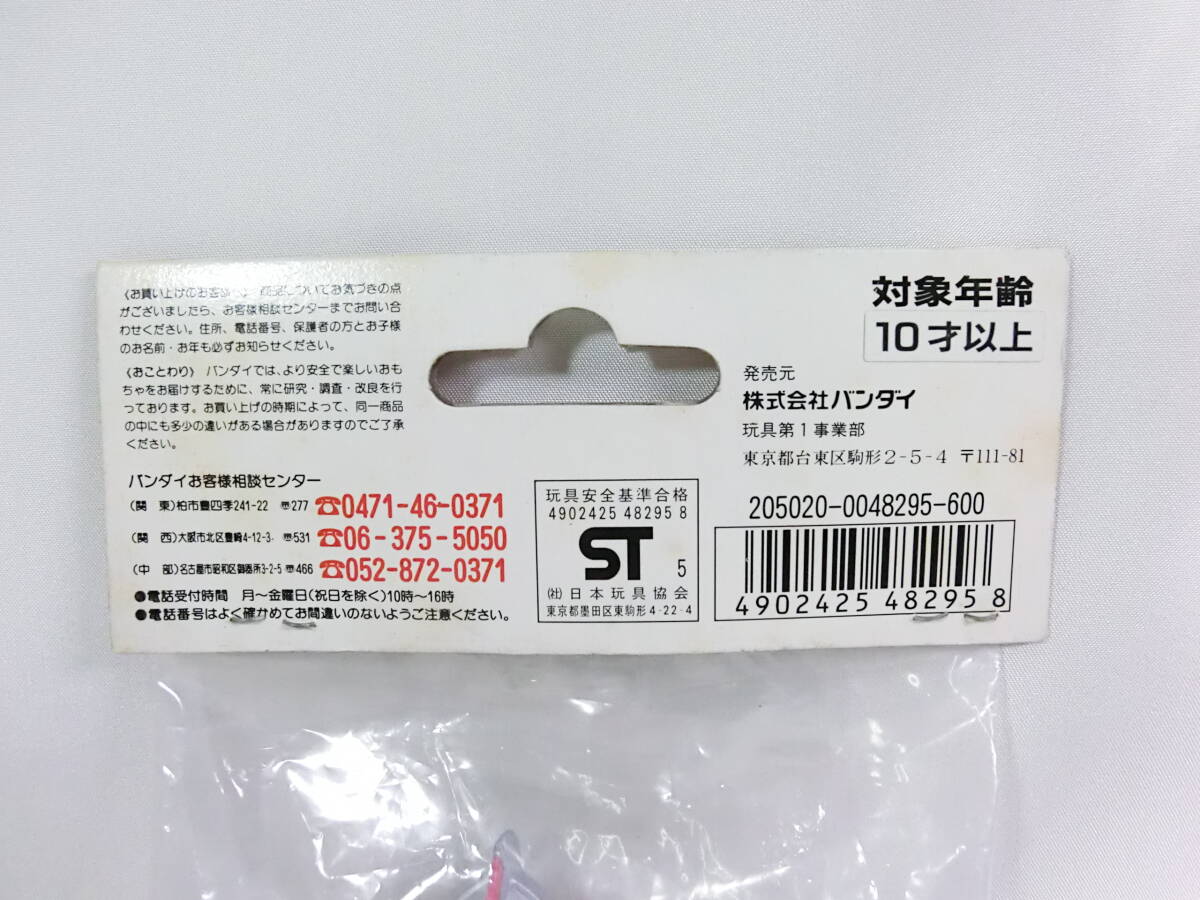 〈お買い上げのお客様へ〉商品についてお気づきの点
がございましたら、お客様相談センターまでお問い合
わせください。住所、電話番号、保護者の方とお子様
のお名前・お年も必ずお知らせください。
〈おことわり〉バンダイでは、より安全で楽しいおも
ちゃをお届けするために、常に研究・調査・改良を行
っております。お買い上げの時期によって、同一商品
の中にも多少の違いがある場合がありますのでご了承
ください。
バンダイお客様相談センター
(関 東)柏市豊四季241-22 〠277 ☎0471-46-0371
(関 西)大阪市北区豊崎4-12-3 〠531 ☎06-375-5050
(中 部)名古屋市昭和区御器所3-2-5 〠466 ☎052-872-0371
●電話受付時間 月〜金曜日(祝日を除く)10時〜16時
●電話番号はよく確かめてお間違いのないようご注意ください。
玩具安全基準合格
4902425 48295 8
ST 5
(社)日本玩具協会
東京都墨田区東駒形4-22-4
対象年齢
10才以上
発売元
株式会社バンダイ
玩具第1事業部
東京都台東区駒形2-5-4 〒111-81
205020-0048295-600
4902425 48295 8